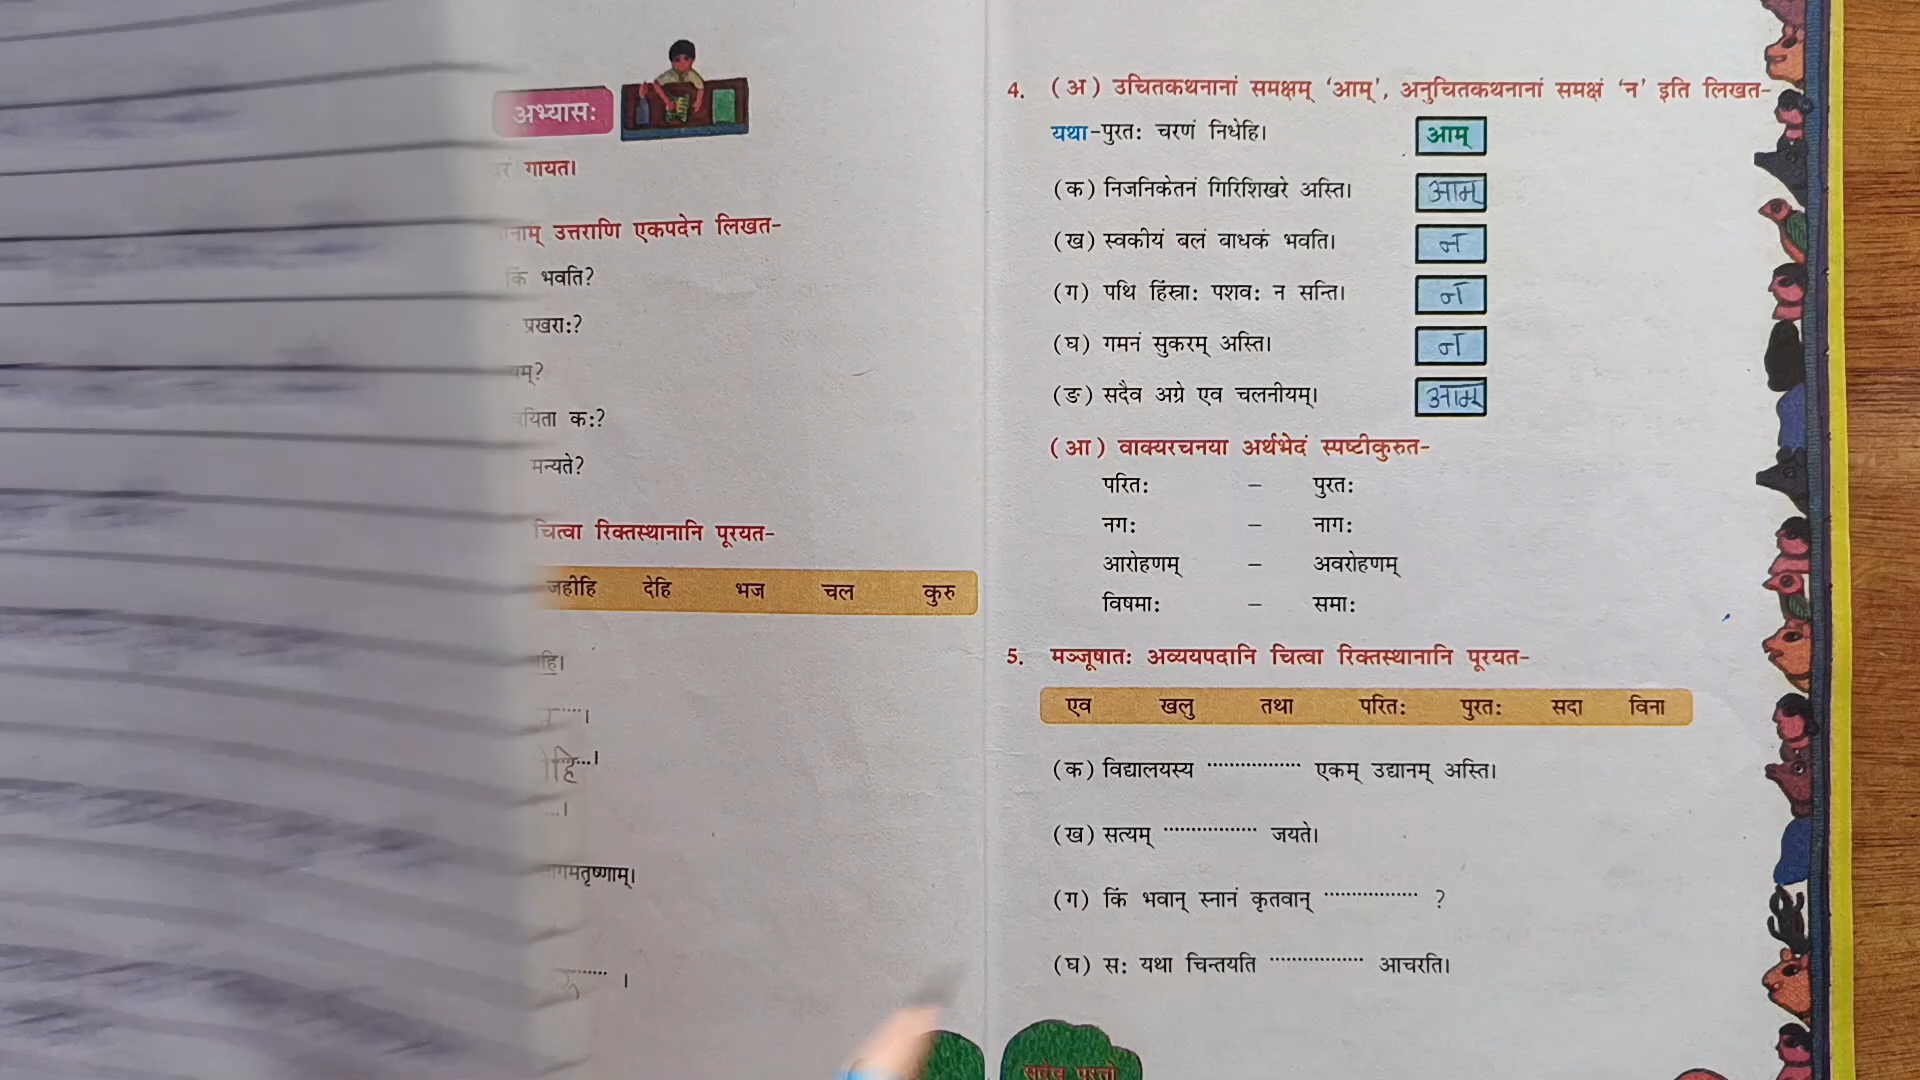 अभ्यासः
गायत।
उत्तराणि एकपदेन लिखत-
किं भवति?
प्रखराः?
कः?
मन्यते?
चित्वा रिक्तस्थानानि पूरयत-
जहीहि देहि भज चल कुरु
4. (अ) उचितकथनानां समक्षम् ‘आम्’, अनुचितकथनानां समक्षं ‘न’ इति लिखत-
यथा-पुरतः चरणं निधेहि। आम्
(क) निजनिकेतनं गिरिशिखरे अस्ति। आम्
(ख) स्वकीयं बलं बाधकं भवति। न
(ग) पथि हिंस्राः पशवः न सन्ति। न
(घ) गमनं सुकरम् अस्ति। न
(ङ) सदैव अग्रे एव चलनीयम्। आम्
(आ) वाक्यरचनया अर्थभेदं स्पष्टीकुरुत-
परितः – पुरतः
नगः – नागः
आरोहणम् – अवरोहणम्
विषमाः – समाः
5. मञ्जूषातः अव्ययपदानि चित्वा रिक्तस्थानानि पूरयत-
एव खलु तथा परितः पुरतः सदा विना
(क) विद्यालयस्य ................. एकम् उद्यानम् अस्ति।
(ख) सत्यम् ................. जयते।
(ग) किं भवान् स्नानं कृतवान् ................. ?
(घ) सः यथा चिन्तयति ................. आचरति।
सदैव पुरतो